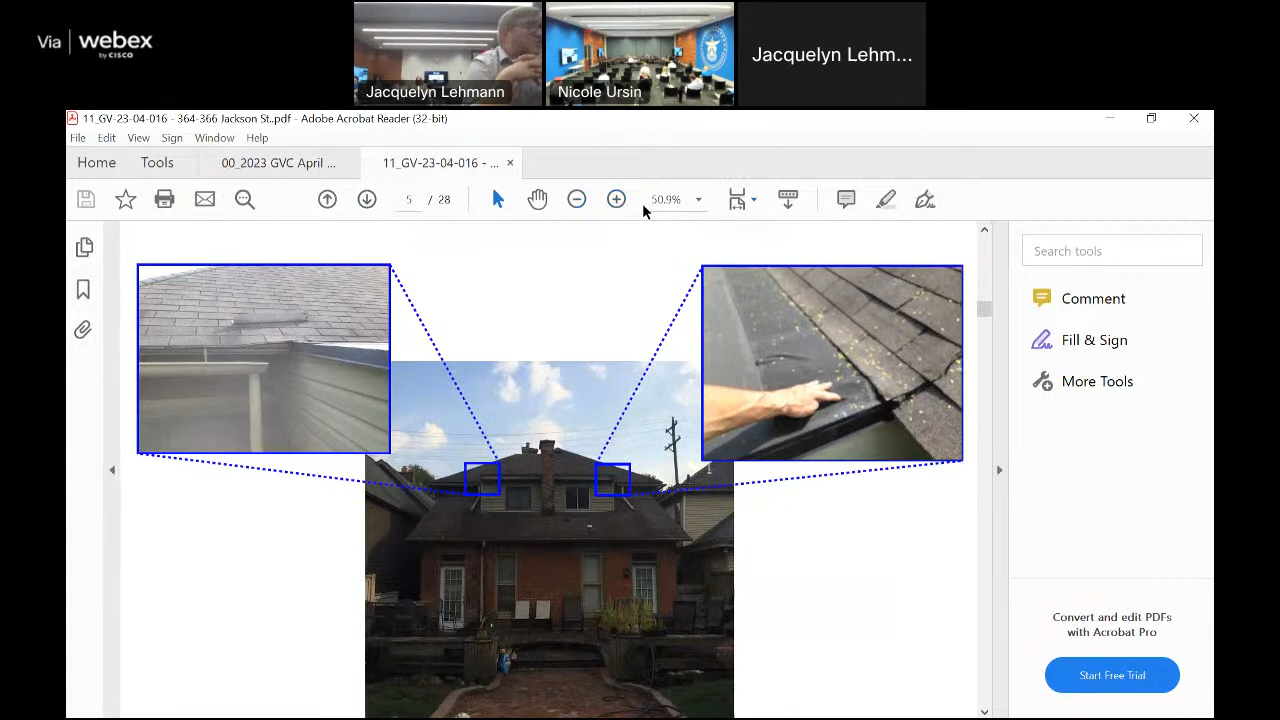 Via | webex
by CISCO
Jacquelyn Lehmann
Nicole Ursin
Jacquelyn Lehm...
11_GV-23-04-016 - 364-366 Jackson St..pdf - Adobe Acrobat Reader (32-bit)
File Edit View Sign Window Help
Home Tools 00_2023 GVC April ... 11_GV-23-04-016 - ... ×
5 / 28 50.9%
Search tools
Comment
Fill & Sign
More Tools
Convert and edit PDFs
with Acrobat Pro
Start Free Trial